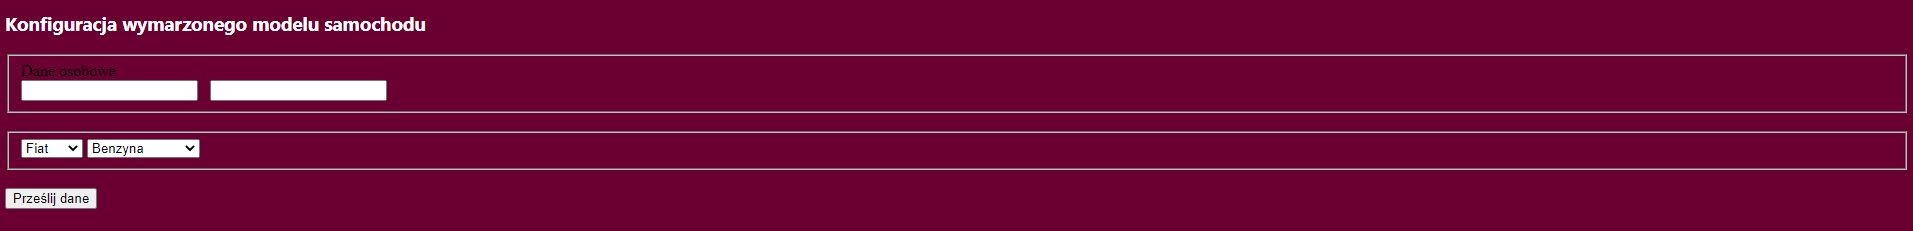 Konfiguracja wymarzonego modelu samochodu
Dane osobowe
Fiat Benzyna
Prześlij dane